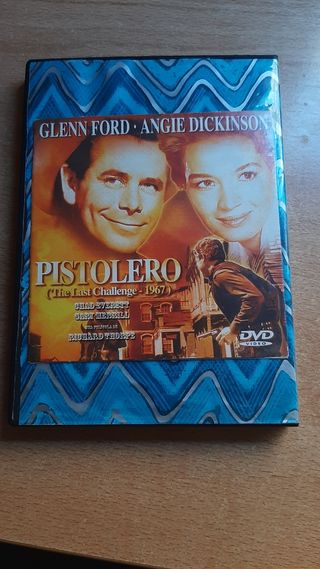 GLENN FORD · ANGIE DICKINSON
PISTOLERO
(The Last Challenge - 1967)
CHAD EVERETT
GARY MERRILL
UNA PELICULA DE
RICHARD THORPE
DVD
VIDEO